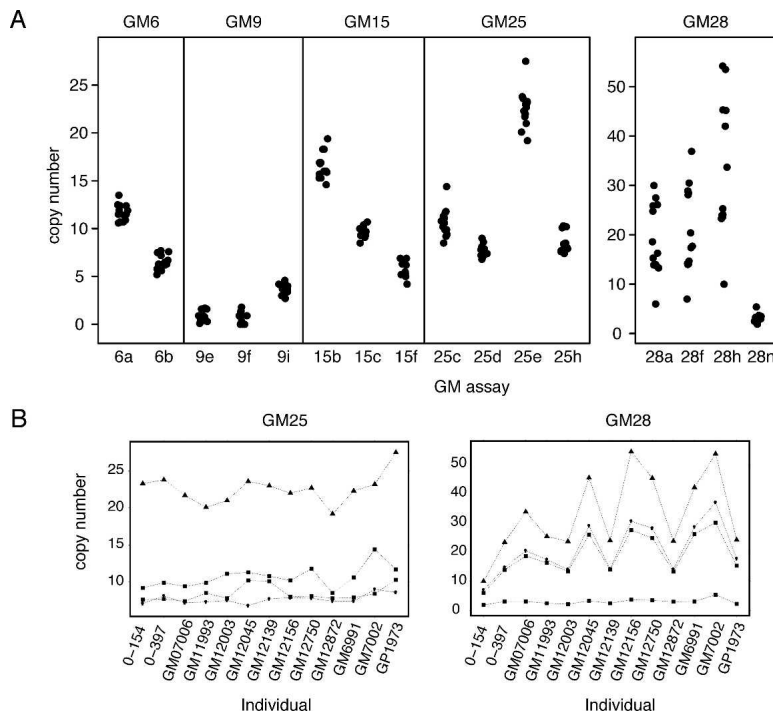 A
GM6 GM9 GM15 GM25 GM28
copy number
25
20
15
10
5
0
50
40
30
20
10
0
6a 6b 9e 9f 9i 15b 15c 15f 25c 25d 25e 25h 28a 28f 28h 28n
GM assay
B
GM25 GM28
copy number
25
20
15
10
50
40
30
20
10
0
0-154 0-397 GM07006 GM11993 GM12003 GM12045 GM12139 GM12156 GM12750 GM12872 GM6991 GM7002 GP1973
0-154 0-397 GM07006 GM11993 GM12003 GM12045 GM12139 GM12156 GM12750 GM12872 GM6991 GM7002 GP1973
Individual Individual